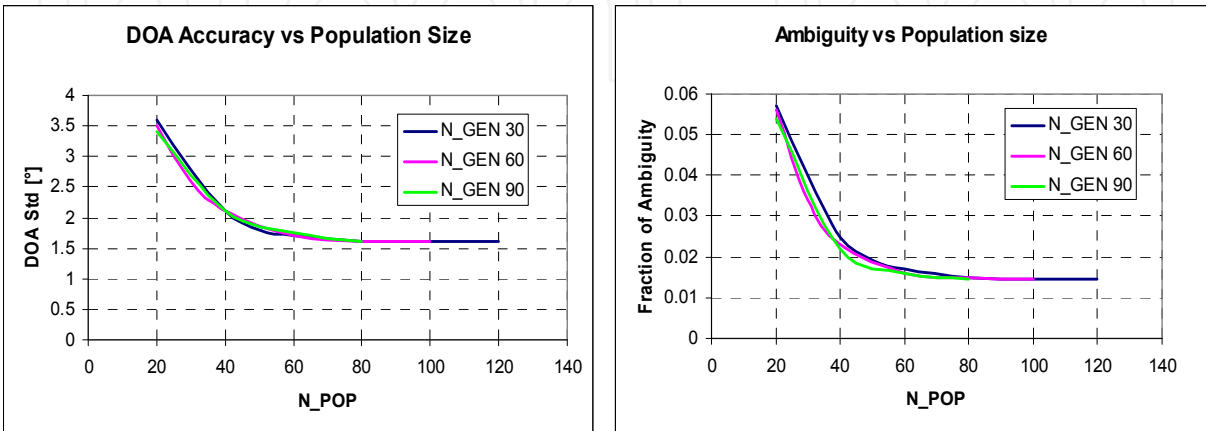 DOA Accuracy vs Population Size
4
3.5
3
2.5
2
1.5
1
0.5
0
DOA Std [°]
N_GEN 30
N_GEN 60
N_GEN 90
0 20 40 60 80 100 120 140
N_POP
Ambiguity vs Population size
0.06
0.05
0.04
0.03
0.02
0.01
0
Fraction of Ambiguity
N_GEN 30
N_GEN 60
N_GEN 90
0 20 40 60 80 100 120 140
N_POP